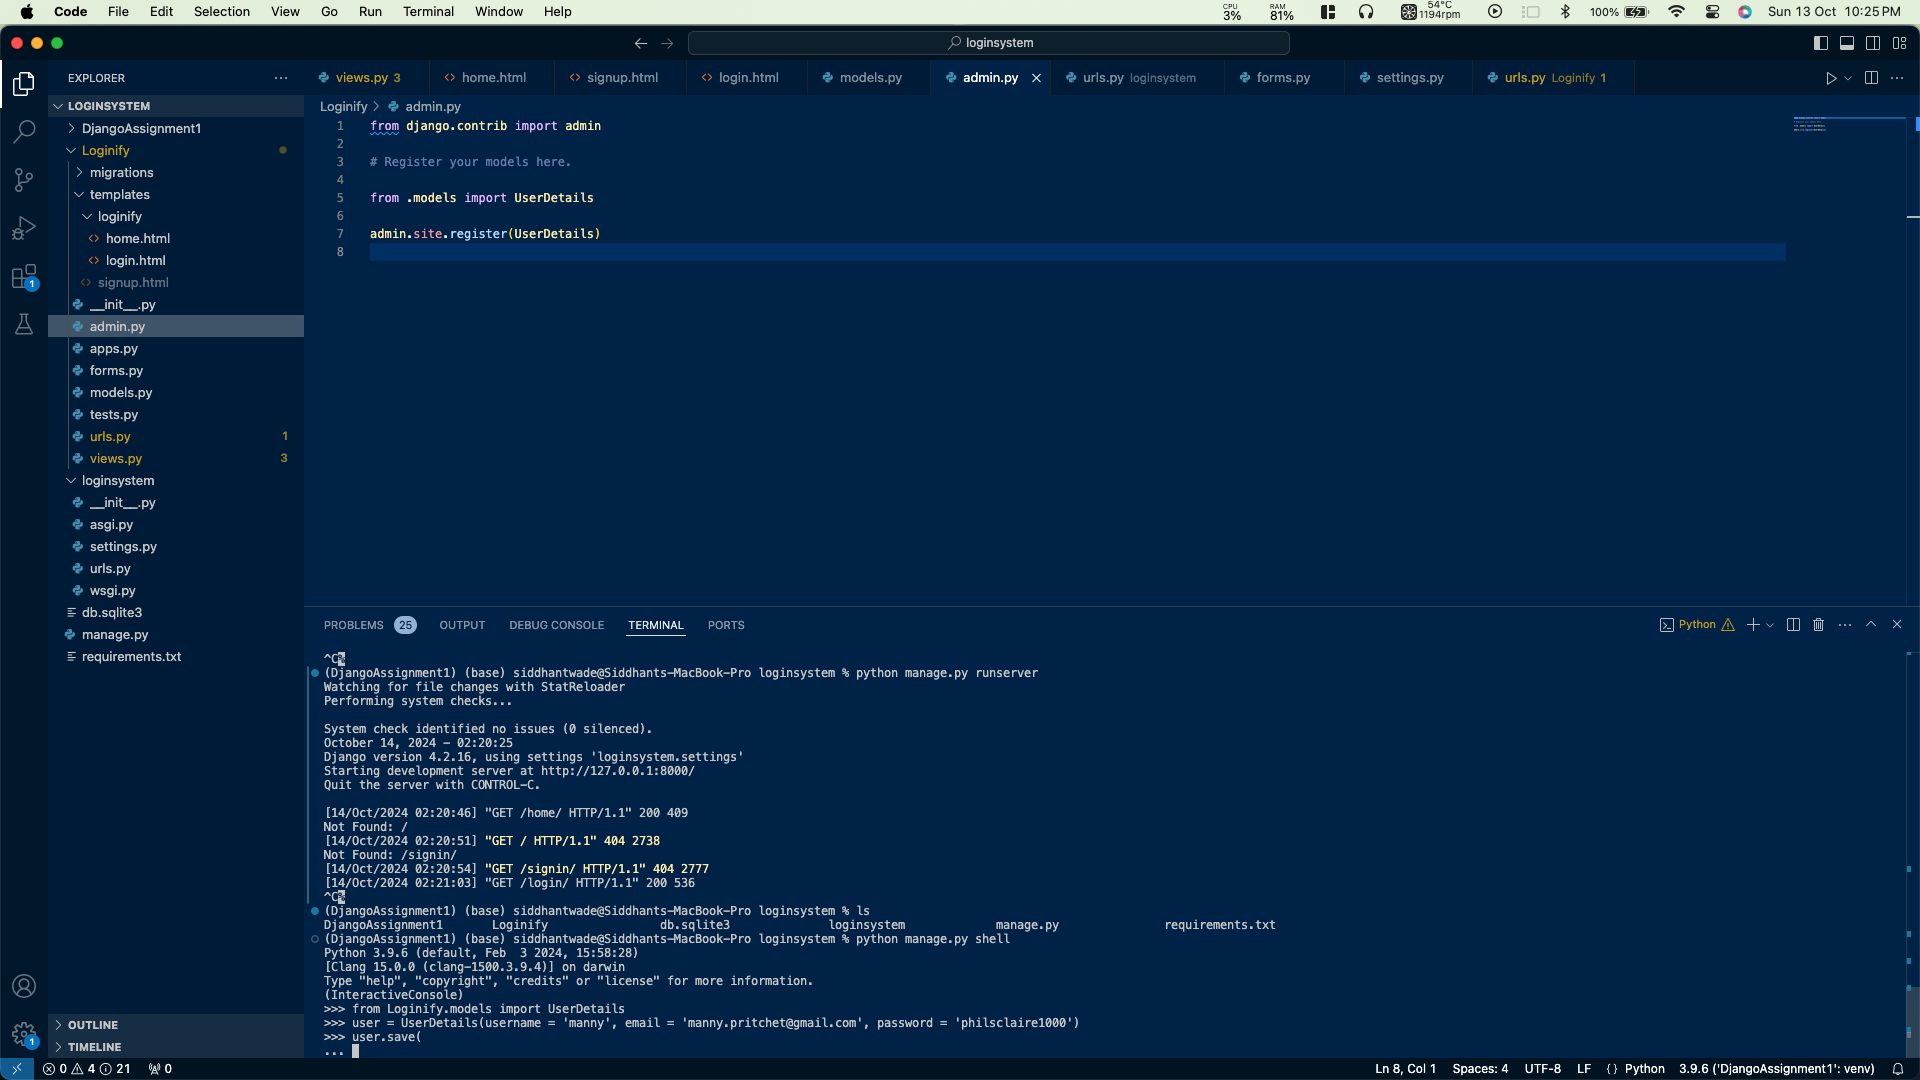 Code File Edit Selection View Go Run Terminal Window Help CPU 3% RAM 81% 54°C 1194rpm 100% Sun 13 Oct 10:25 PM
loginsystem
EXPLORER
views.py 3 home.html signup.html login.html models.py admin.py urls.py loginsystem forms.py settings.py urls.py Loginify 1
LOGINSYSTEM
DjangoAssignment1
Loginify
migrations
templates
loginify
home.html
login.html
signup.html
__init__.py
admin.py
apps.py
forms.py
models.py
tests.py
urls.py 1
views.py 3
loginsystem
__init__.py
asgi.py
settings.py
urls.py
wsgi.py
db.sqlite3
manage.py
requirements.txt
OUTLINE
TIMELINE
1
1
Loginify > admin.py
1 from django.contrib import admin
2
3 # Register your models here.
4
5 from .models import UserDetails
6
7 admin.site.register(UserDetails)
8
PROBLEMS 25 OUTPUT DEBUG CONSOLE TERMINAL PORTS Python
^C%
(DjangoAssignment1) (base) siddhantwade@Siddhants-MacBook-Pro loginsystem % python manage.py runserver
Watching for file changes with StatReloader
Performing system checks...
System check identified no issues (0 silenced).
October 14, 2024 - 02:20:25
Django version 4.2.16, using settings 'loginsystem.settings'
Starting development server at http://127.0.0.1:8000/
Quit the server with CONTROL-C.
[14/Oct/2024 02:20:46] "GET /home/ HTTP/1.1" 200 409
Not Found: /
[14/Oct/2024 02:20:51] "GET / HTTP/1.1" 404 2738
Not Found: /signin/
[14/Oct/2024 02:20:54] "GET /signin/ HTTP/1.1" 404 2777
[14/Oct/2024 02:21:03] "GET /login/ HTTP/1.1" 200 536
^C%
(DjangoAssignment1) (base) siddhantwade@Siddhants-MacBook-Pro loginsystem % ls
DjangoAssignment1 Loginify db.sqlite3 loginsystem manage.py requirements.txt
(DjangoAssignment1) (base) siddhantwade@Siddhants-MacBook-Pro loginsystem % python manage.py shell
Python 3.9.6 (default, Feb  3 2024, 15:58:28)
[Clang 15.0.0 (clang-1500.3.9.4)] on darwin
Type "help", "copyright", "credits" or "license" for more information.
(InteractiveConsole)
>>> from Loginify.models import UserDetails
>>> user = UserDetails(username = 'manny', email = 'manny.pritchet@gmail.com', password = 'philsclaire1000')
>>> user.save(
...
0 4 21 0 Ln 8, Col 1 Spaces: 4 UTF-8 LF {} Python 3.9.6 ('DjangoAssignment1': venv)